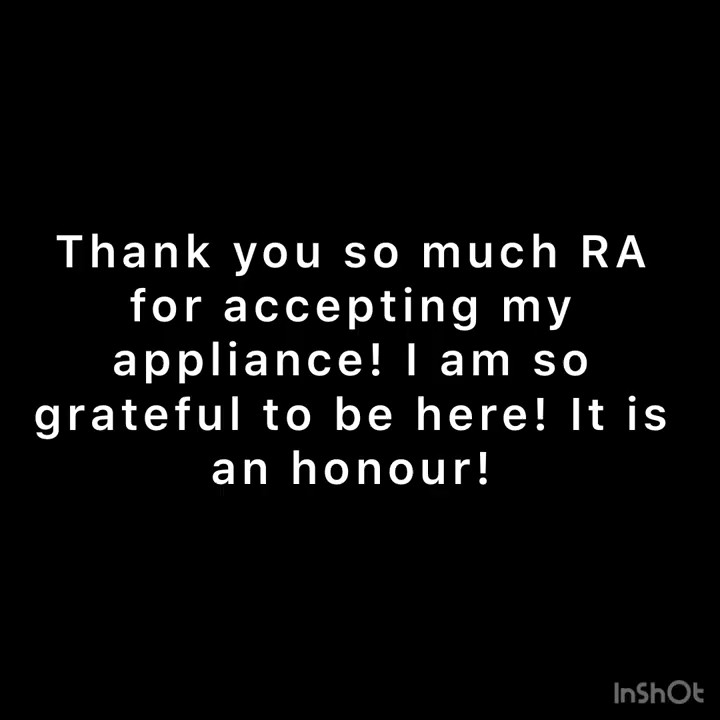 Thank you so much RA
for accepting my
appliance! I am so
grateful to be here! It is
an honour!
InShOt